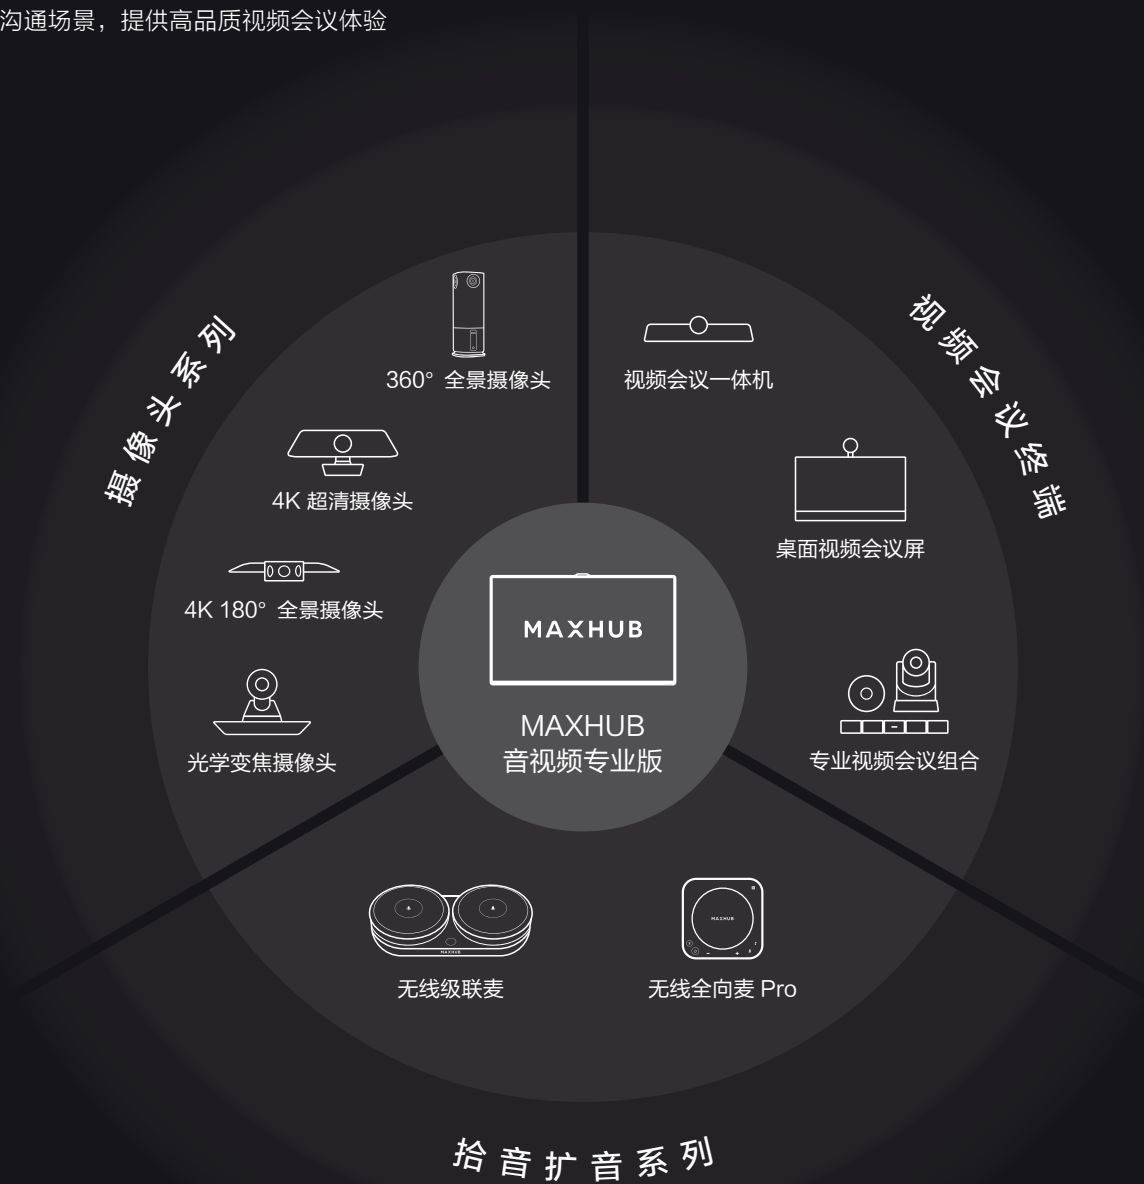 沟通场景，提供高品质视频会议体验
摄像头系列
360° 全景摄像头
4K 超清摄像头
4K 180° 全景摄像头
光学变焦摄像头
视频会议终端
视频会议一体机
桌面视频会议屏
专业视频会议组合
MAXHUB
MAXHUB
音视频专业版
MAXHUB
无线级联麦
MAXHUB
无线全向麦 Pro
拾音扩音系列